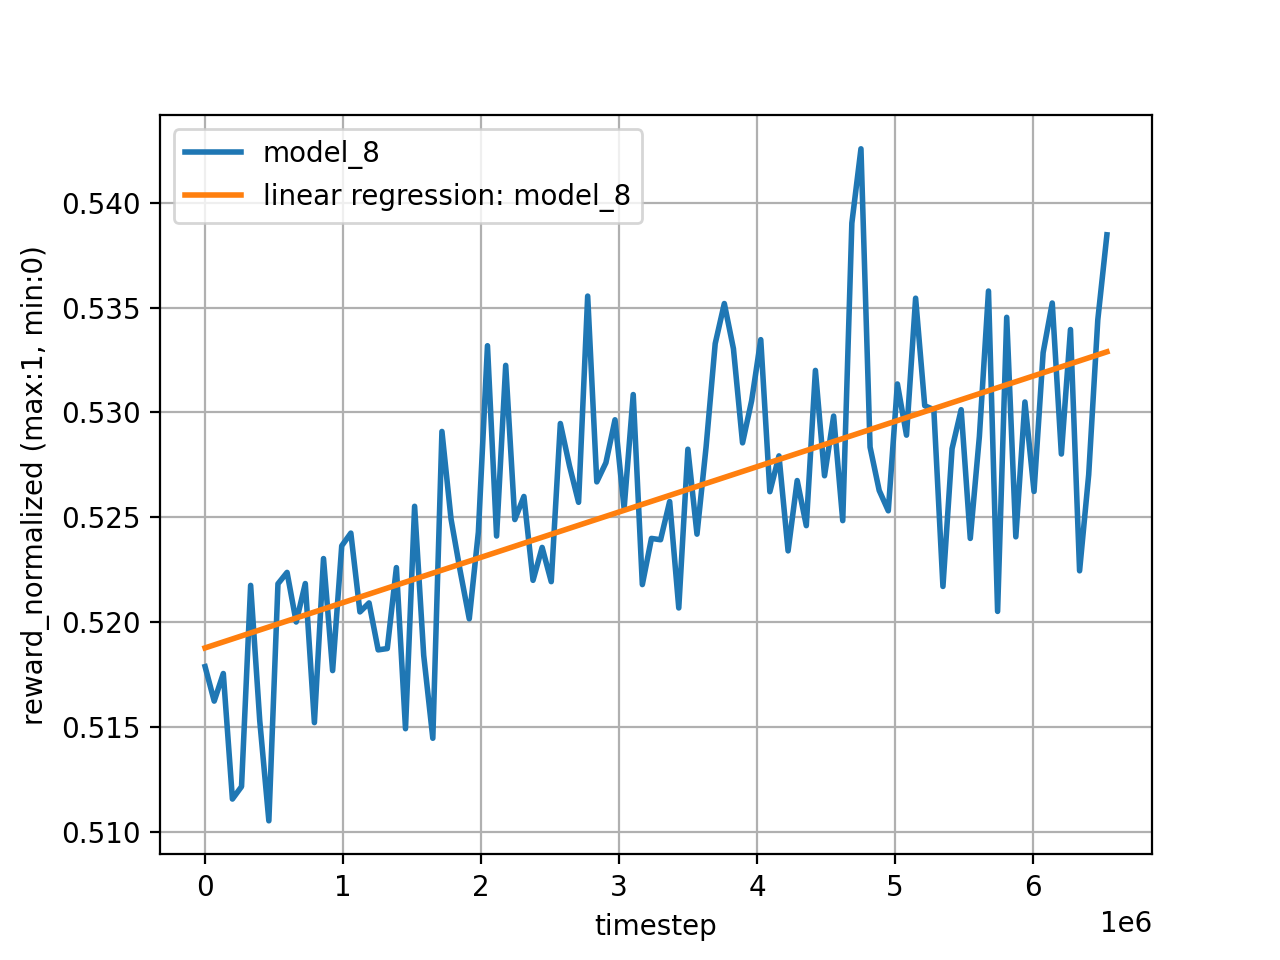 model_8
linear regression: model_8
reward_normalized (max:1, min:0)
0.540
0.535
0.530
0.525
0.520
0.515
0.510
0 1 2 3 4 5 6
1e6
timestep